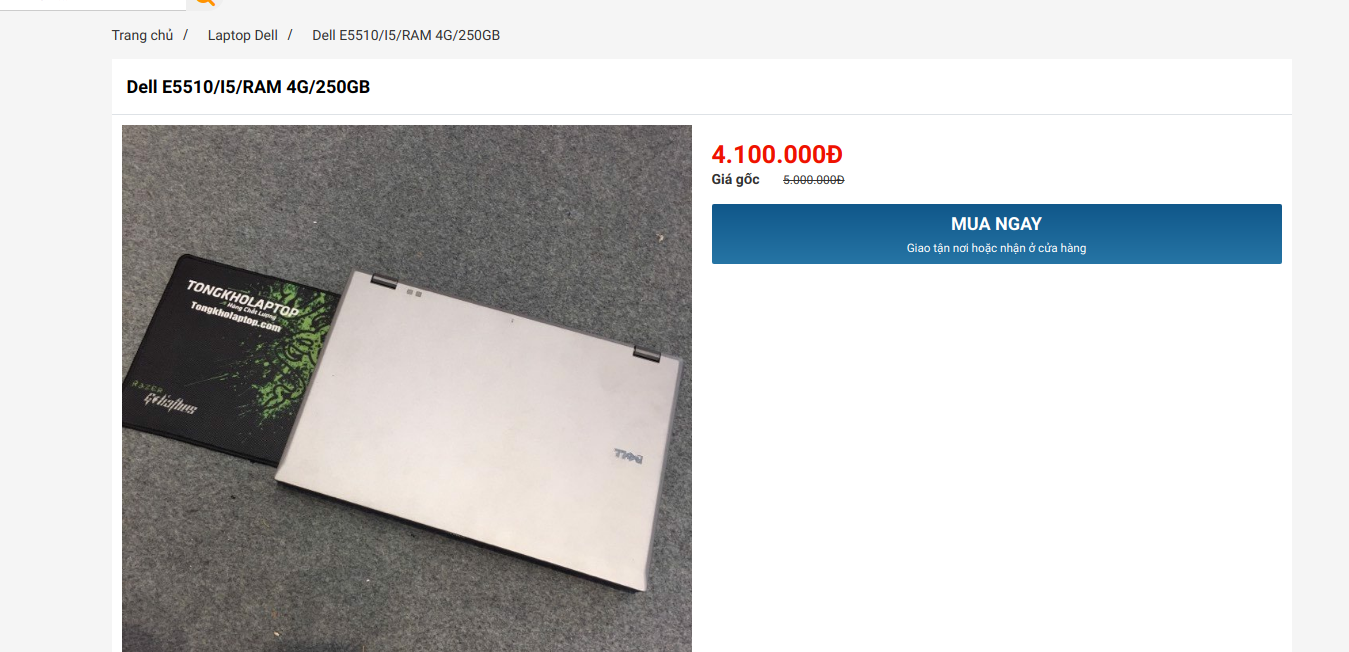 Trang chủ / Laptop Dell / Dell E5510/I5/RAM 4G/250GB
Dell E5510/I5/RAM 4G/250GB
4.100.000Đ
Giá gốc 5.000.000Đ
MUA NGAY
Giao tận nơi hoặc nhận ở cửa hàng
TONGKHOLAPTOP
Hàng Chất Lượng
Tongkholaptop.com
RAZER
Goliathus
DELL